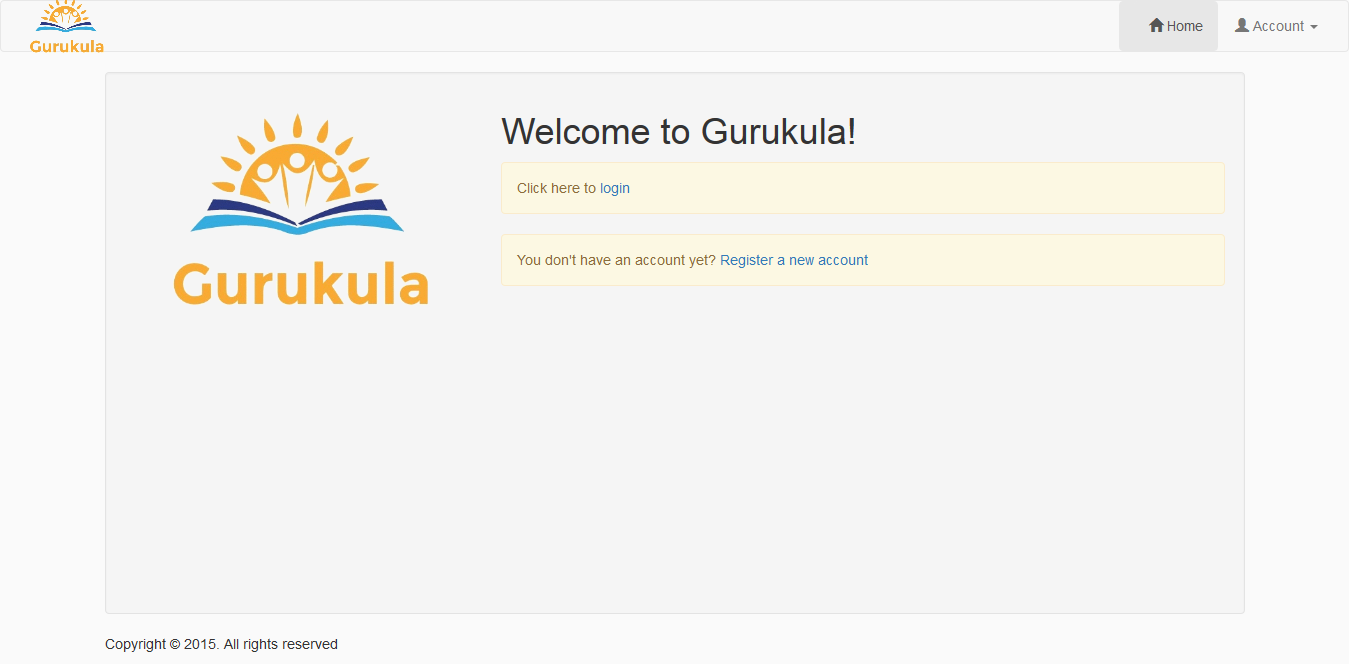 Gurukula
Home Account
Gurukula
Welcome to Gurukula!
Click here to login
You don't have an account yet? Register a new account
Copyright © 2015. All rights reserved